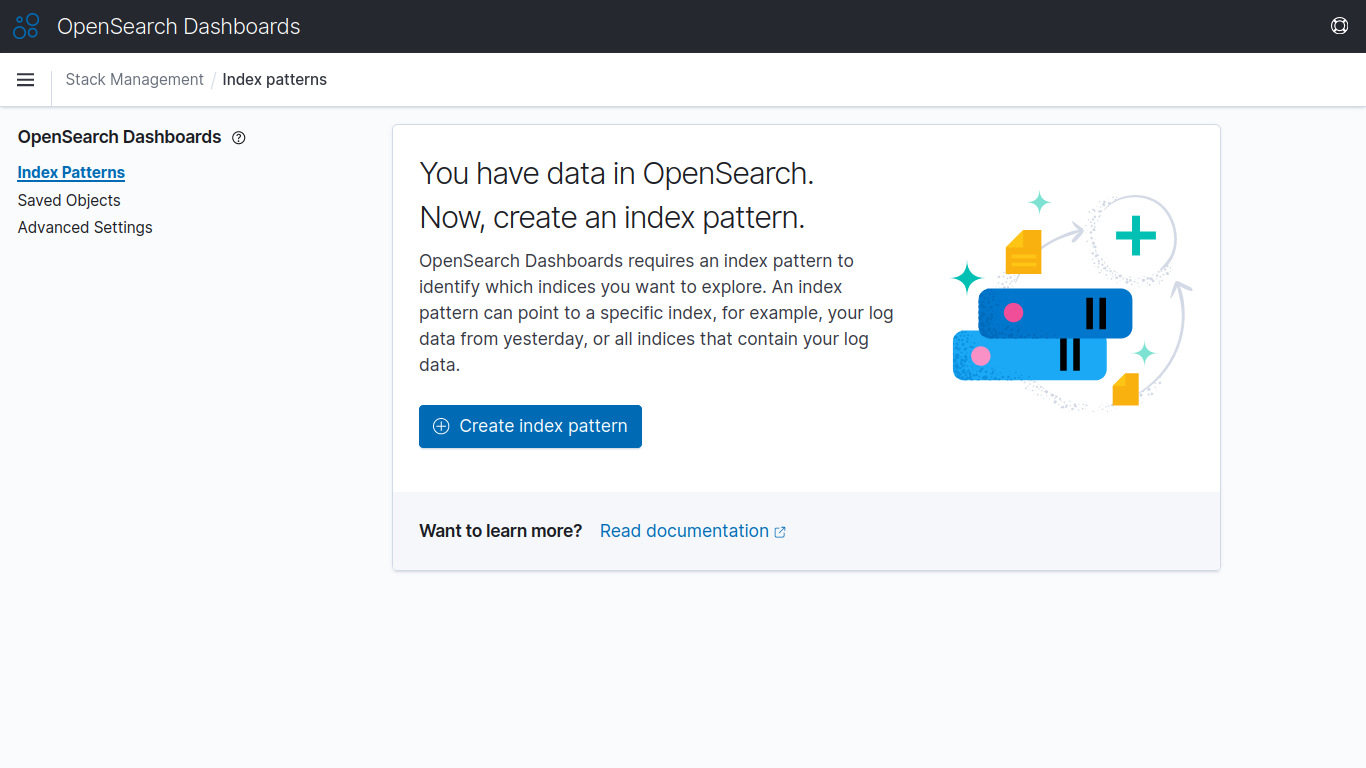 OpenSearch Dashboards
Stack Management / Index patterns
OpenSearch Dashboards
Index Patterns
Saved Objects
Advanced Settings
You have data in OpenSearch.
Now, create an index pattern.
OpenSearch Dashboards requires an index pattern to
identify which indices you want to explore. An index
pattern can point to a specific index, for example, your log
data from yesterday, or all indices that contain your log
data.
Create index pattern
Want to learn more? Read documentation